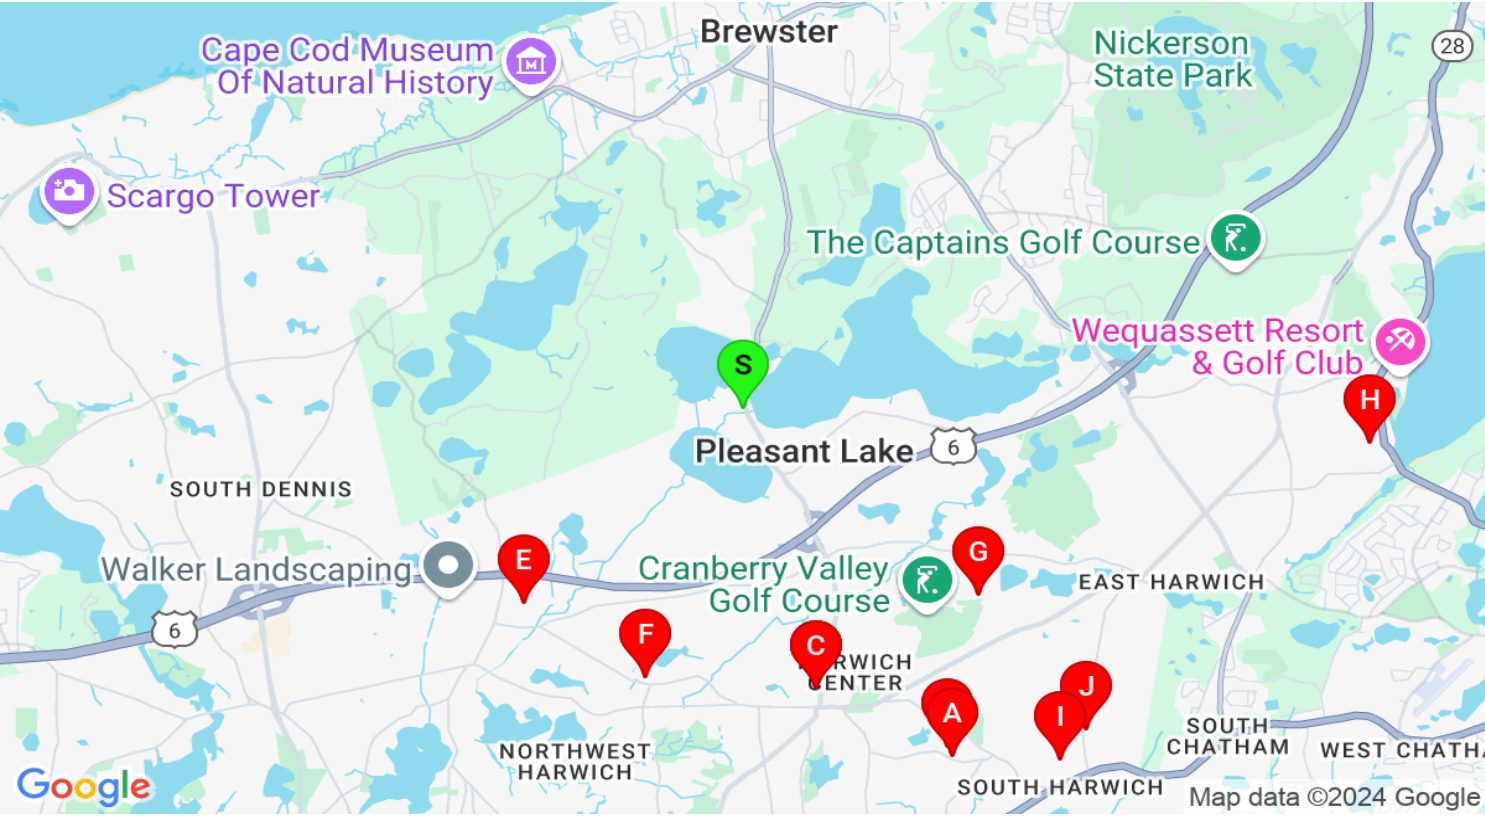 Brewster
Cape Cod Museum
Of Natural History
Nickerson
State Park
28
Scargo Tower
The Captains Golf Course
Wequassett Resort
& Golf Club
S
H
Pleasant Lake
6
SOUTH DENNIS
E
G
Walker Landscaping
Cranberry Valley
Golf Course
EAST HARWICH
6
F
C
CENTER
J
A
I
NORTHWEST
HARWICH
SOUTH
CHATHAM
WEST
SOUTH HARWICH
Google
Map data ©2024 Google